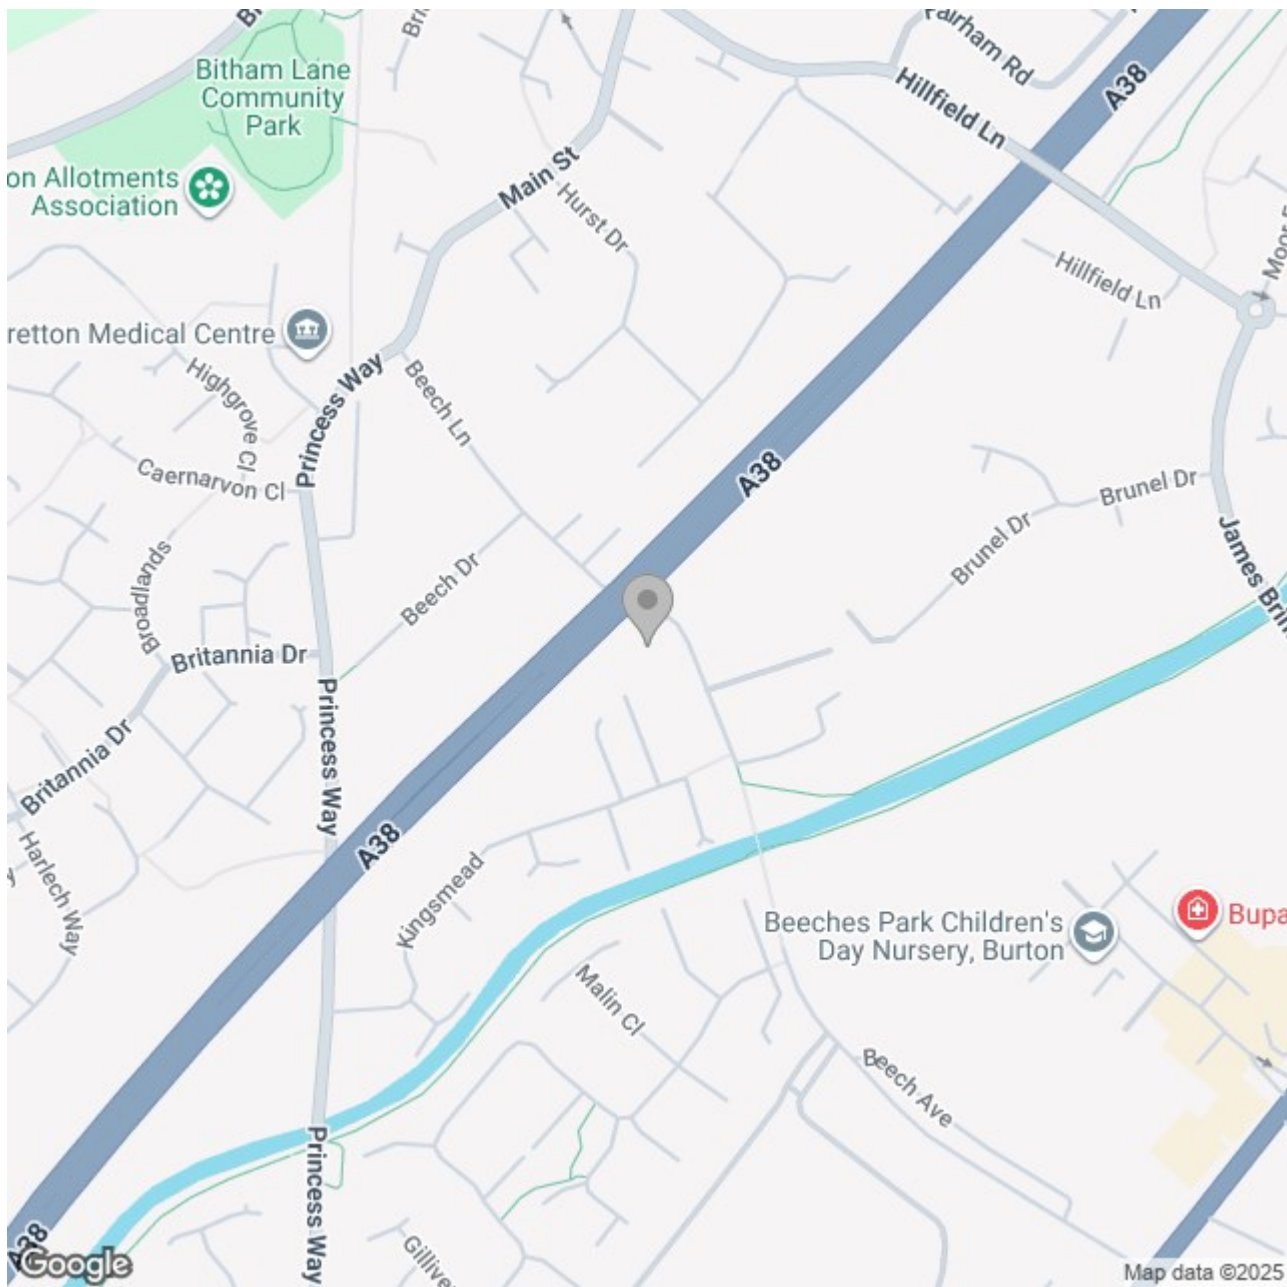 Bitham Lane
Community
Park
Fairham Rd
Hillfield Ln
A38
on Allotments
Association
Main St
Hurst Dr
Hillfield Ln
Moor
retton Medical Centre
Highgrove Cl
Princess Way
Beech Ln
Caernarvon Cl
A38
Brunel Dr
Brunel Dr
James Brin
Broadlands
Beech Dr
Britannia Dr
Princess Way
Britannia Dr
A38
Harlech Way
Kingsmead
Beeches Park Children's
Day Nursery, Burton
Bupa
Malin Cl
Beech Ave
Princess Way
A38
Google
Map data ©2025